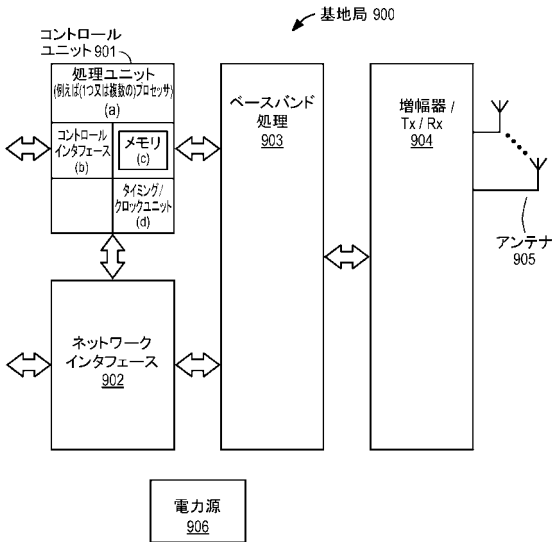 基地局 900
コントロール
ユニット 901
処理ユニット
(例えば(1つ又は複数の)プロセッサ)
(a)
コントロール
インタフェース
(b)
メモリ
(c)
タイミング/
クロックユニット
(d)
ネットワーク
インタフェース
902
ベースバンド
処理
903
増幅器 /
Tx / Rx
904
アンテナ
905
電力源
906